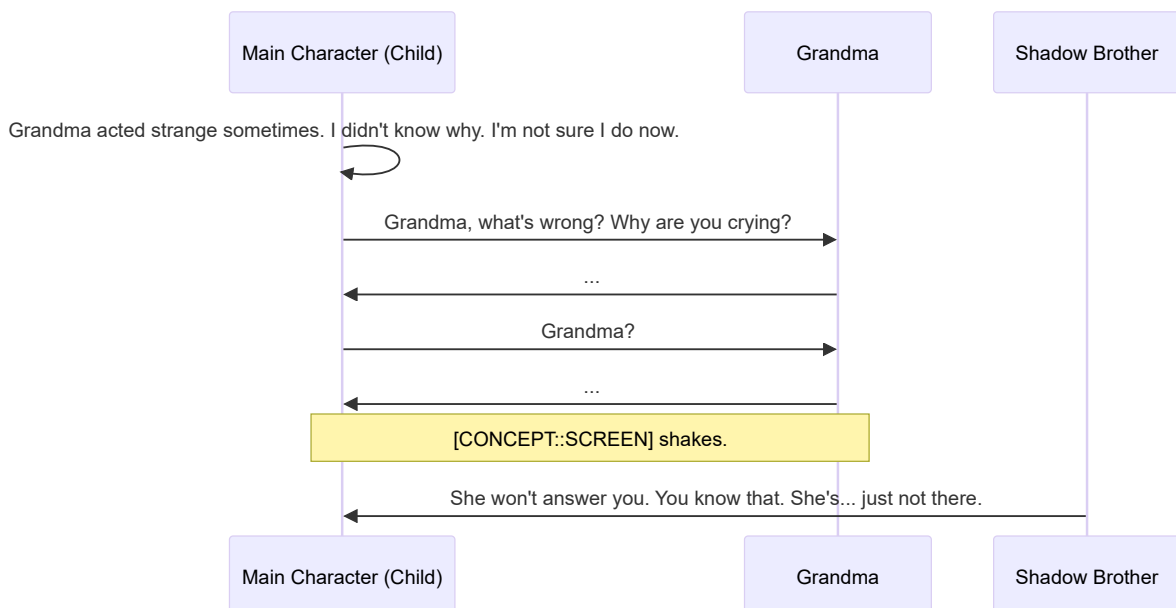 Main Character (Child)
Grandma
Shadow Brother
Grandma acted strange sometimes. I didn't know why. I'm not sure I do now.
Grandma, what's wrong? Why are you crying?
...
Grandma?
...
[CONCEPT::SCREEN] shakes.
She won't answer you. You know that. She's... just not there.
Main Character (Child)
Grandma
Shadow Brother